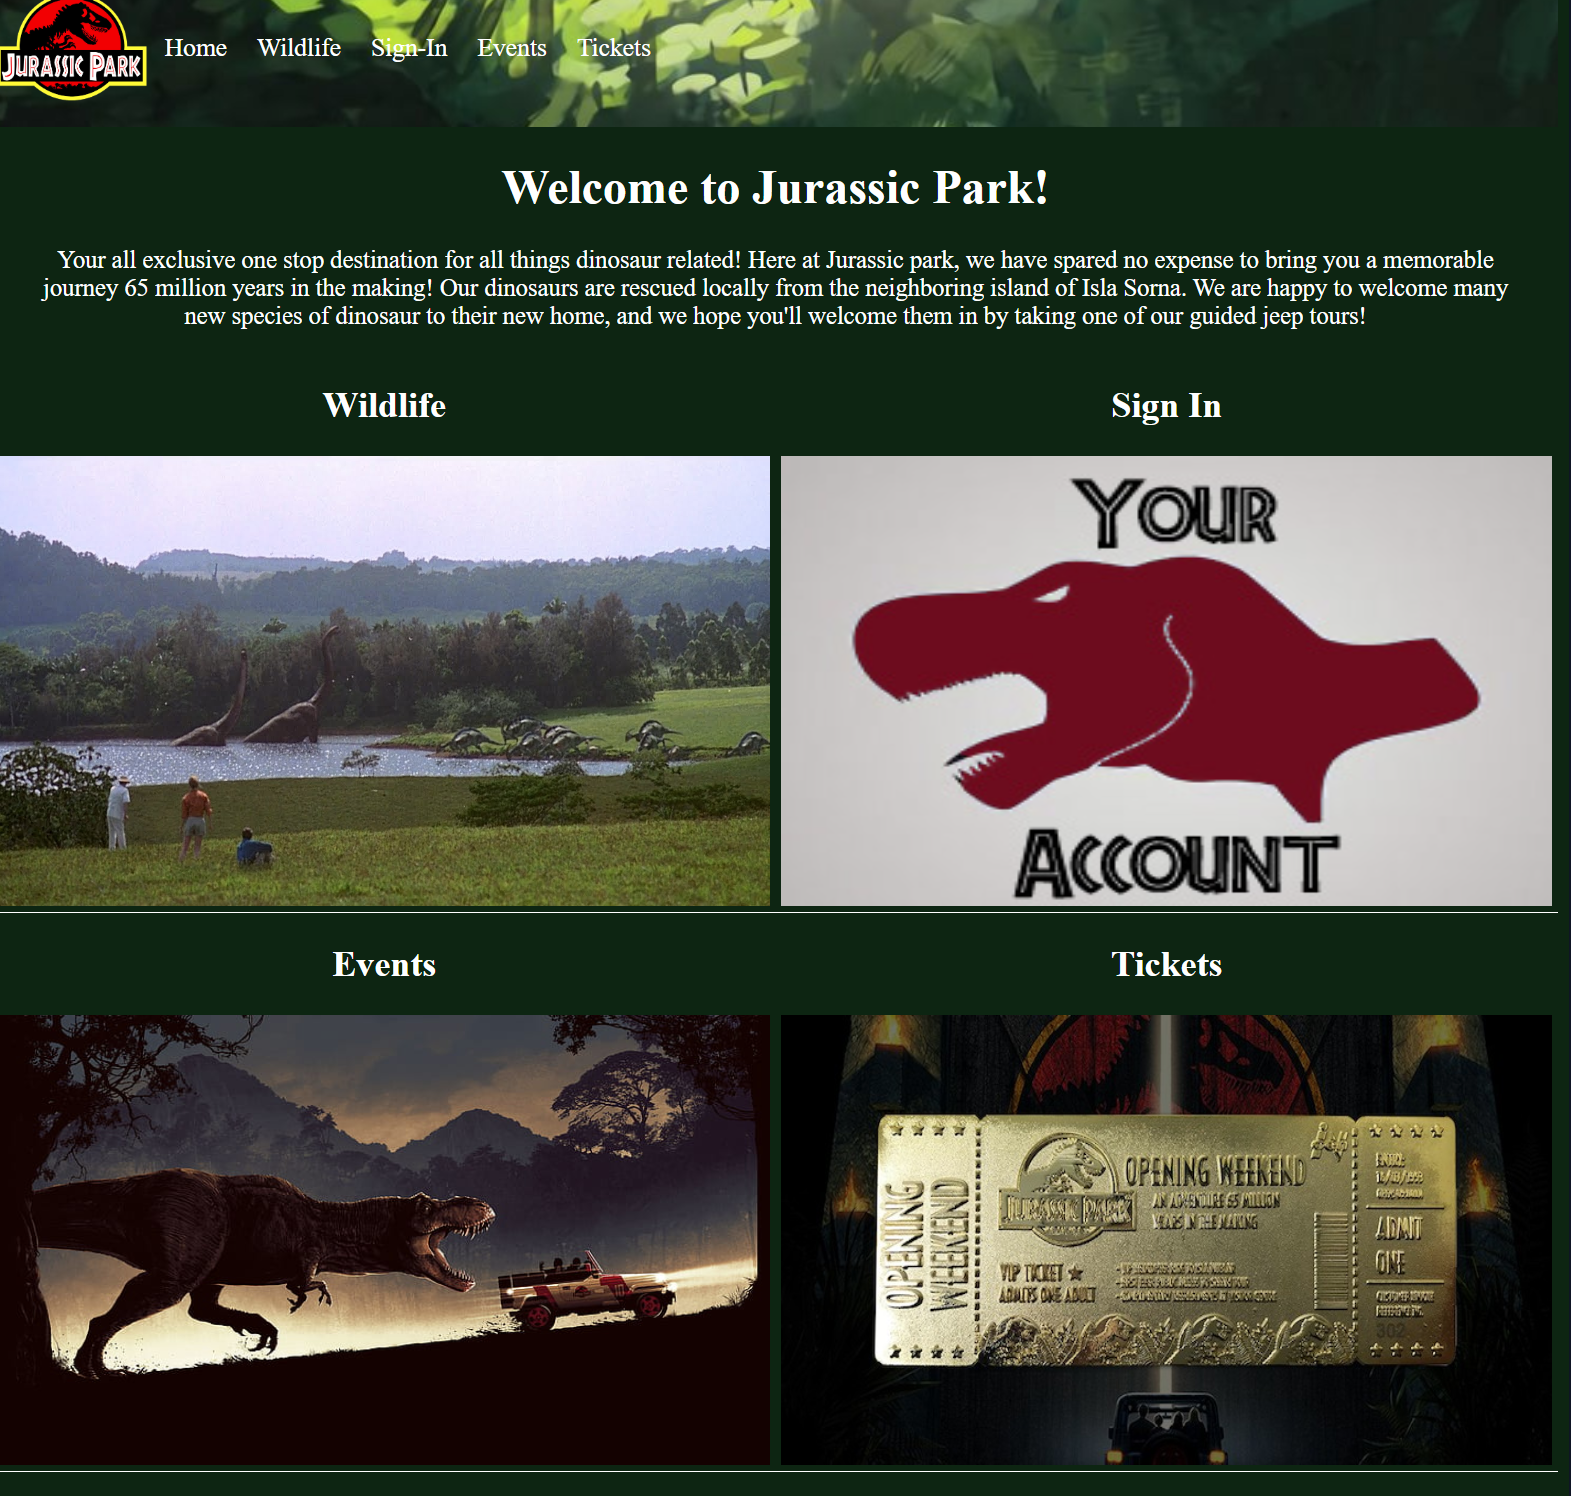 JURASSIC PARK
Home Wildlife Sign-In Events Tickets
Welcome to Jurassic Park!
Your all exclusive one stop destination for all things dinosaur related! Here at Jurassic park, we have spared no expense to bring you a memorable
journey 65 million years in the making! Our dinosaurs are rescued locally from the neighboring island of Isla Sorna. We are happy to welcome many
new species of dinosaur to their new home, and we hope you'll welcome them in by taking one of our guided jeep tours!
Wildlife
Sign In
YOUR
ACCOUNT
Events
Tickets
OPENING
WEEKEND
JURASSIC PARK
OPENING WEEKEND
AN ADVENTURE 65 MILLION
YEARS IN THE MAKING
VIP TICKET
ADMITS ONE ADULT
ADMIT
ONE
302